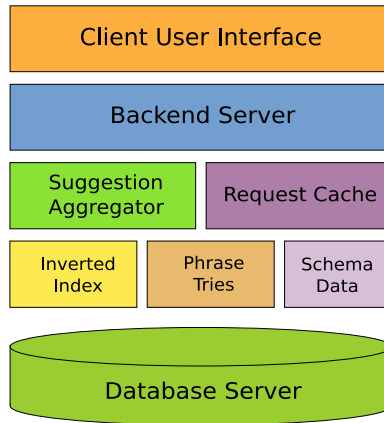 Client User Interface
Backend Server
Suggestion
Aggregator
Request Cache
Inverted
Index
Phrase
Tries
Schema
Data
Database Server